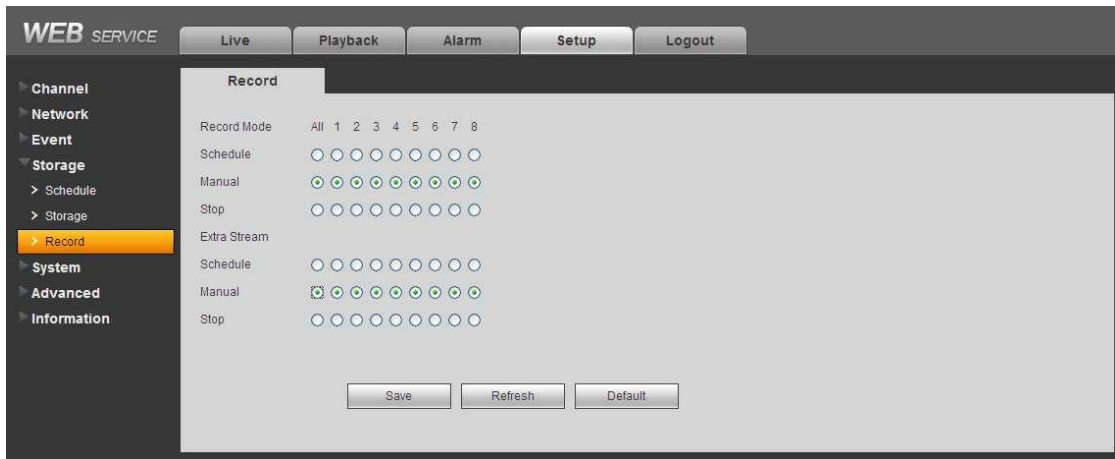 WEB SERVICE
Live Playback Alarm Setup Logout
Channel
Network
Event
Storage
> Schedule
> Storage
> Record
System
Advanced
Information
Record
Record Mode All 1 2 3 4 5 6 7 8
Schedule
Manual
Stop
Extra Stream
Schedule
Manual
Stop
Save Refresh Default